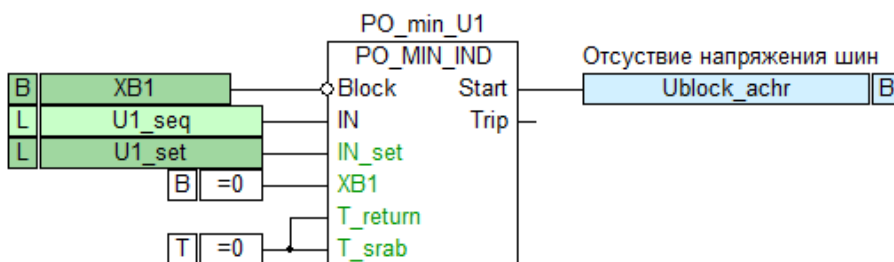 PO_min_U1
PO_MIN_IND
Отсуствие напряжения шин
B XB1 Block Start Ublock_achr B
L U1_seq IN Trip
L U1_set IN_set
B =0 XB1
T_return
T =0 T_srab